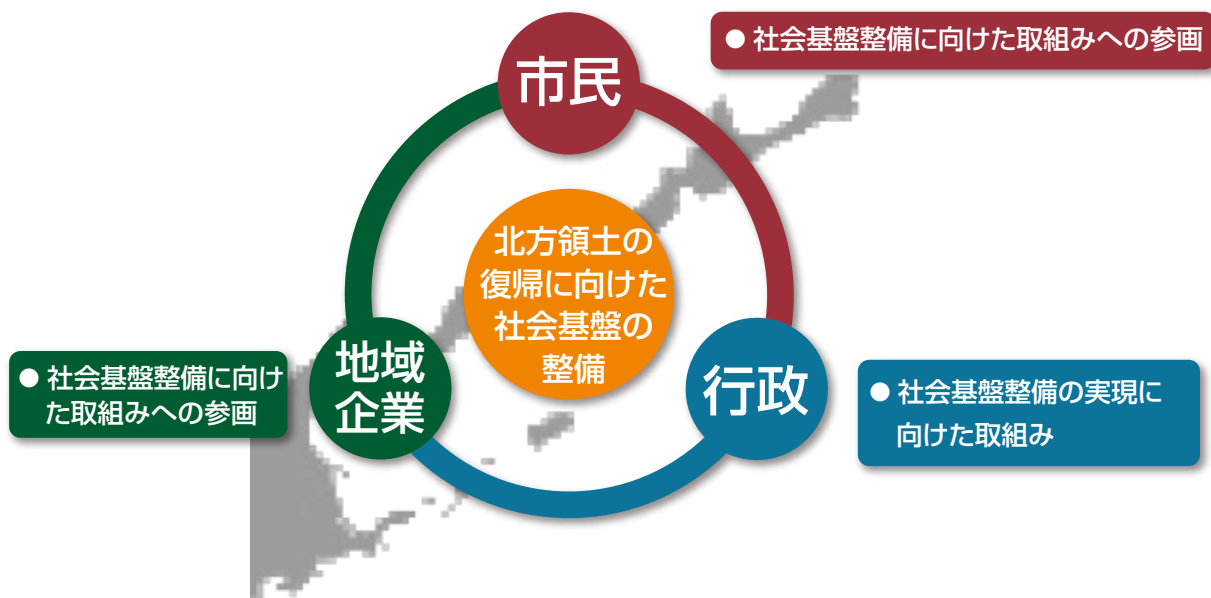 ● 社会基盤整備に向けた取組みへの参画
市民
北方領土の
復帰に向けた
社会基盤の
整備
地域
企業
● 社会基盤整備に向け
た取組みへの参画
行政
● 社会基盤整備の実現に
向けた取組み